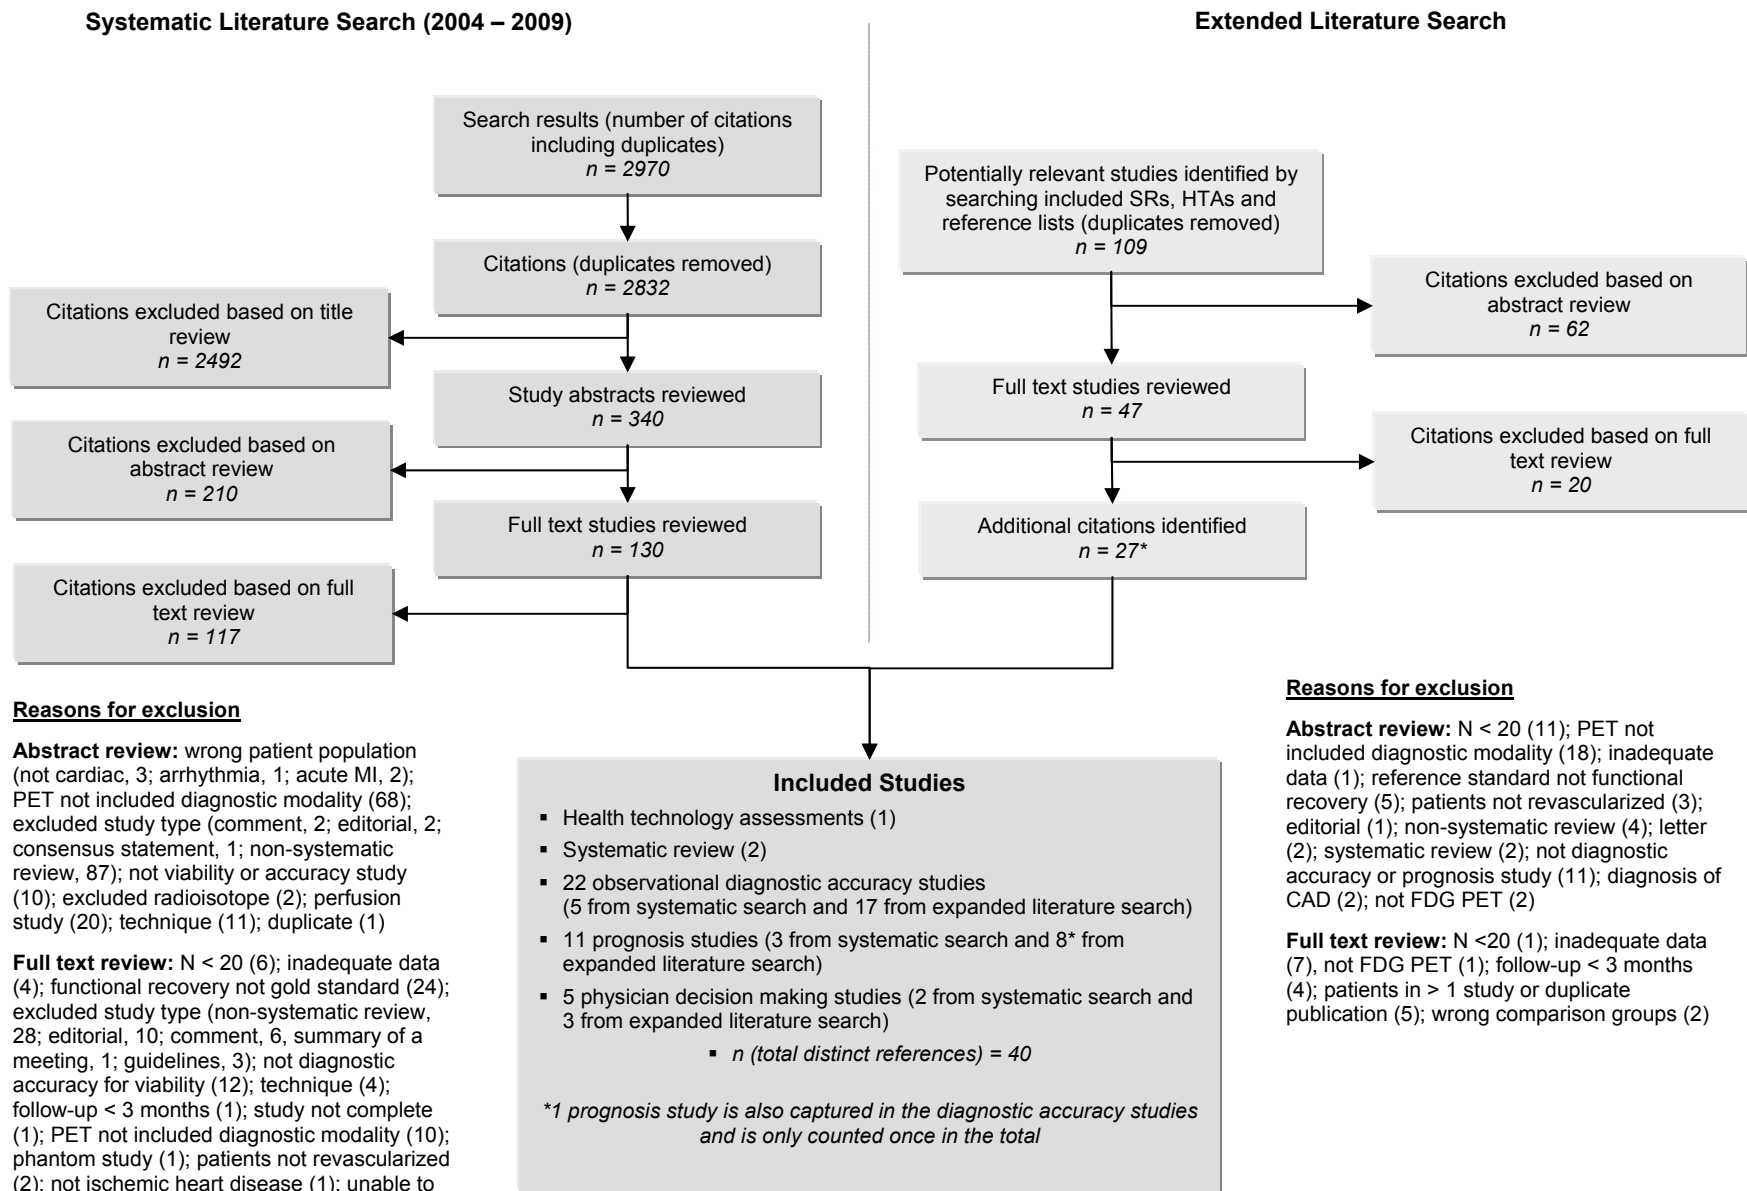 Systematic Literature Search (2004 – 2009)
Search results (number of citations
including duplicates)
n = 2970
Citations (duplicates removed)
n = 2832
Citations excluded based on title
review
n = 2492
Study abstracts reviewed
n = 340
Citations excluded based on
abstract review
n = 210
Full text studies reviewed
n = 130
Citations excluded based on full
text review
n = 117
Extended Literature Search
Potentially relevant studies identified by
searching included SRs, HTAs and
reference lists (duplicates removed)
n = 109
Citations excluded based on
abstract review
n = 62
Full text studies reviewed
n = 47
Citations excluded based on full
text review
n = 20
Additional citations identified
n = 27*
Reasons for exclusion
Abstract review: wrong patient population
(not cardiac, 3; arrhythmia, 1; acute MI, 2);
PET not included diagnostic modality (68);
excluded study type (comment, 2; editorial, 2;
consensus statement, 1; non-systematic
review, 87); not viability or accuracy study
(10); excluded radioisotope (2); perfusion
study (20); technique (11); duplicate (1)
Full text review: N < 20 (6); inadequate data
(4); functional recovery not gold standard (24);
excluded study type (non-systematic review,
28; editorial, 10; comment, 6, summary of a
meeting, 1; guidelines, 3); not diagnostic
accuracy for viability (12); technique (4);
follow-up < 3 months (1); study not complete
(1); PET not included diagnostic modality (10);
phantom study (1); patients not revascularized
(2); not ischemic heart disease (1); unable to
Included Studies
▪ Health technology assessments (1)
▪ Systematic review (2)
▪ 22 observational diagnostic accuracy studies
(5 from systematic search and 17 from expanded literature search)
▪ 11 prognosis studies (3 from systematic search and 8* from
expanded literature search)
▪ 5 physician decision making studies (2 from systematic search and
3 from expanded literature search)
▪ n (total distinct references) = 40
*1 prognosis study is also captured in the diagnostic accuracy studies
and is only counted once in the total
Reasons for exclusion
Abstract review: N < 20 (11); PET not
included diagnostic modality (18); inadequate
data (1); reference standard not functional
recovery (5); patients not revascularized (3);
editorial (1); non-systematic review (4); letter
(2); systematic review (2); not diagnostic
accuracy or prognosis study (11); diagnosis of
CAD (2); not FDG PET (2)
Full text review: N <20 (1); inadequate data
(7), not FDG PET (1); follow-up < 3 months
(4); patients in > 1 study or duplicate
publication (5); wrong comparison groups (2)